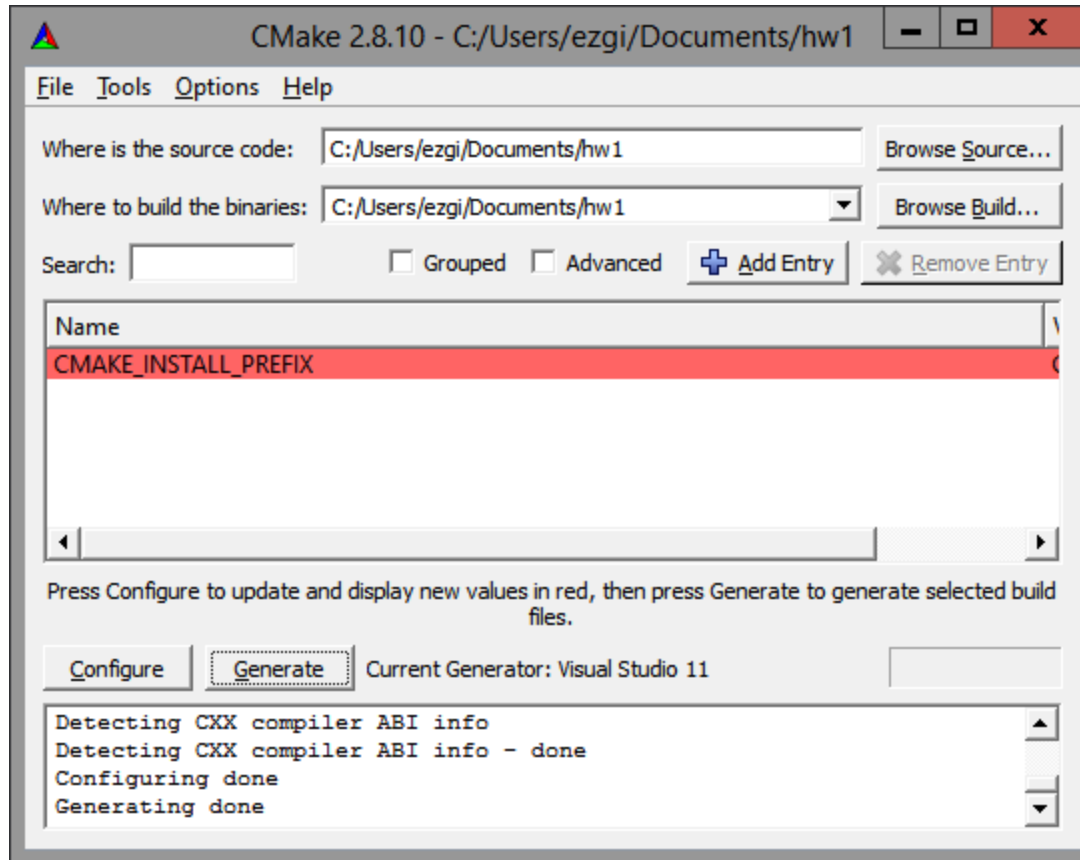 CMake 2.8.10 - C:/Users/ezgi/Documents/hw1
File Tools Options Help
Where is the source code: C:/Users/ezgi/Documents/hw1 Browse Source...
Where to build the binaries: C:/Users/ezgi/Documents/hw1 Browse Build...
Search: Grouped Advanced Add Entry Remove Entry
Name
CMAKE_INSTALL_PREFIX
Press Configure to update and display new values in red, then press Generate to generate selected build
files.
Configure Generate Current Generator: Visual Studio 11
Detecting CXX compiler ABI info
Detecting CXX compiler ABI info - done
Configuring done
Generating done